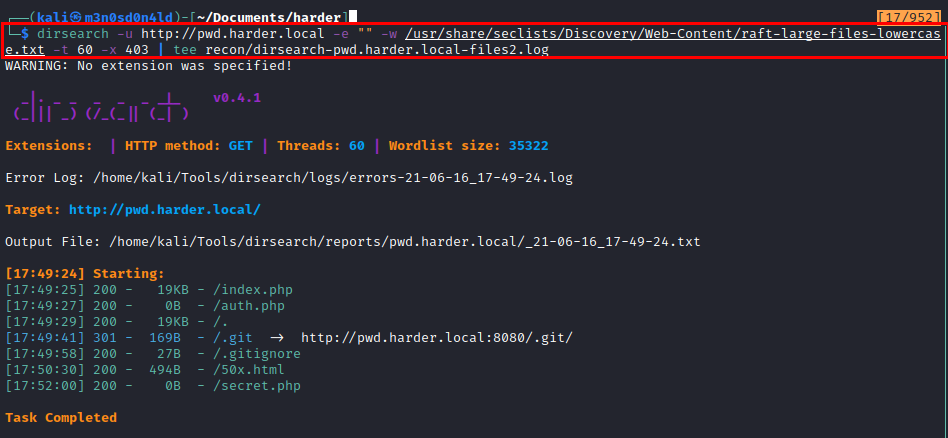 ┌──(kali㉿m3n0sd0n4ld)-[~/Documents/harder] [17/952]
└─$ dirsearch -u http://pwd.harder.local -e "" -w /usr/share/seclists/Discovery/Web-Content/raft-large-files-lowercas
e.txt -t 60 -x 403 | tee recon/dirsearch-pwd.harder.local-files2.log
WARNING: No extension was specified!
v0.4.1
Extensions: | HTTP method: GET | Threads: 60 | Wordlist size: 35322
Error Log: /home/kali/Tools/dirsearch/logs/errors-21-06-16_17-49-24.log
Target: http://pwd.harder.local/
Output File: /home/kali/Tools/dirsearch/reports/pwd.harder.local/_21-06-16_17-49-24.txt
[17:49:24] Starting:
[17:49:25] 200 - 19KB - /index.php
[17:49:27] 200 - 0B - /auth.php
[17:49:29] 200 - 19KB - /.
[17:49:41] 301 - 169B - /.git -> http://pwd.harder.local:8080/.git/
[17:49:58] 200 - 27B - /.gitignore
[17:50:30] 200 - 494B - /50x.html
[17:52:00] 200 - 0B - /secret.php
Task Completed